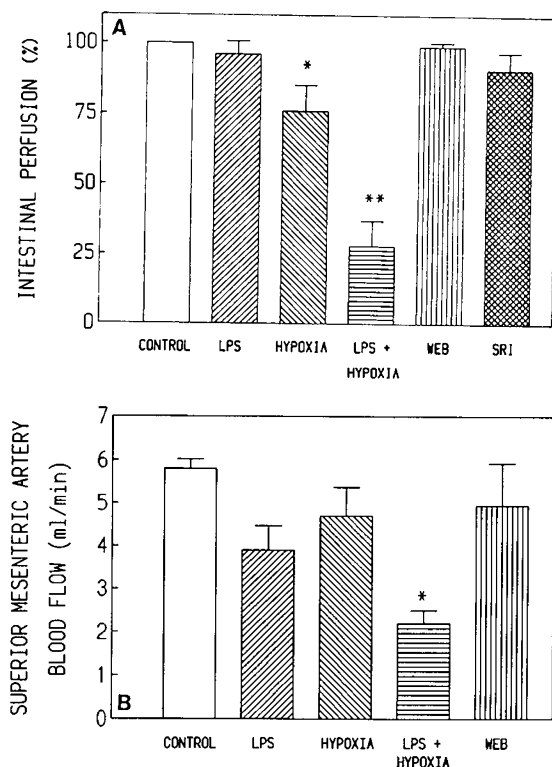 A
INTESTINAL PERFUSION (%)
100
75
25
0
*
**
CONTROL LPS HYPOXIA LPS + HYPOXIA WEB SRI
B
SUPERIOR MESENTERIC ARTERY
BLOOD FLOW (ml/min)
7
6
5
4
3
2
1
0
*
CONTROL LPS HYPOXIA LPS + HYPOXIA WEB